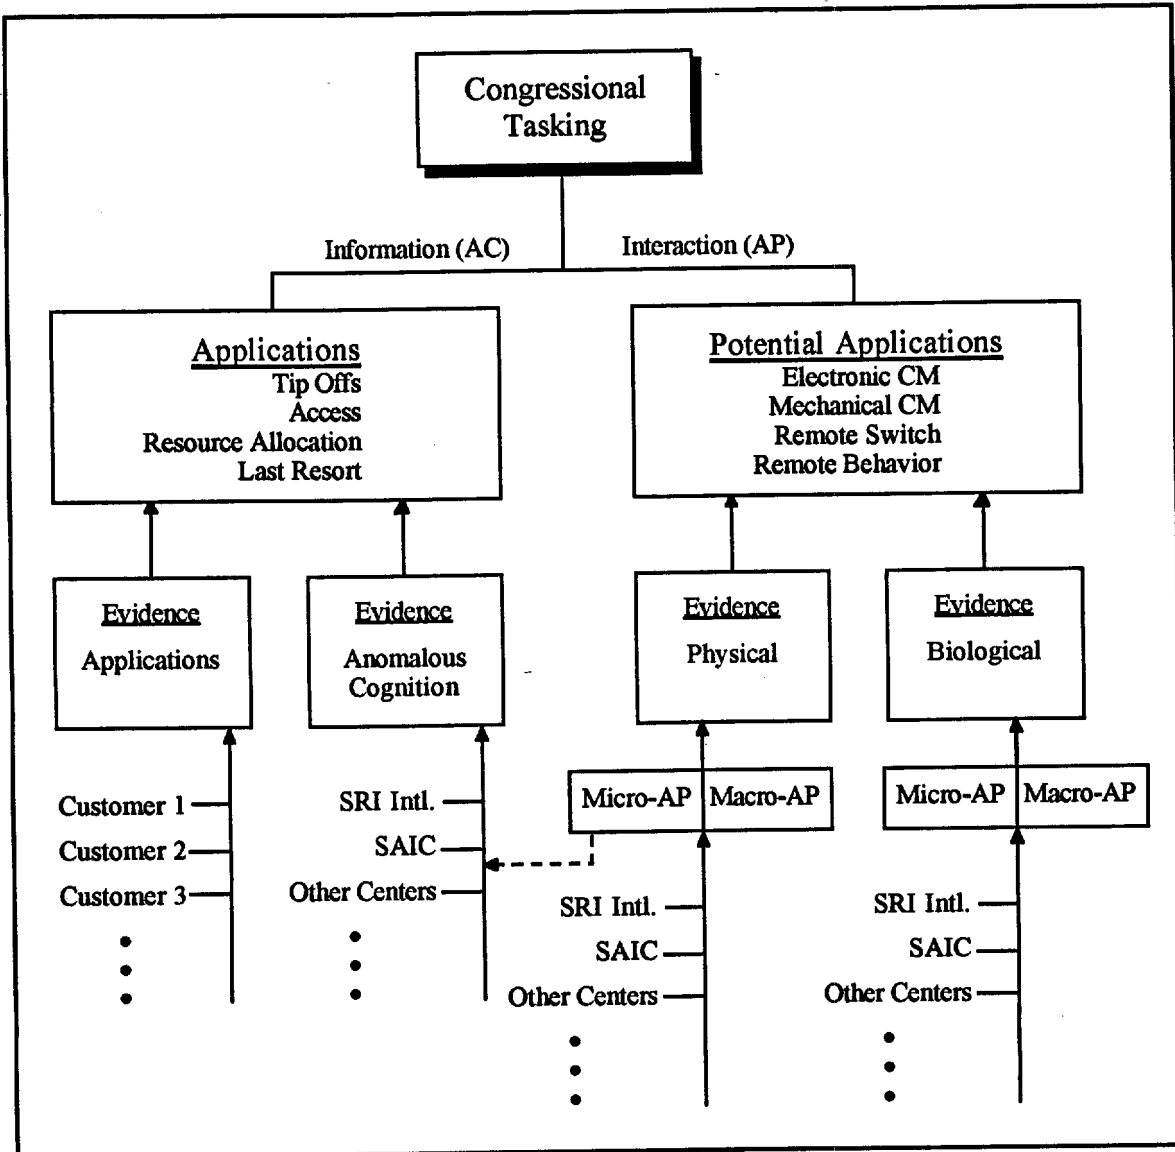 Congressional
Tasking
Information (AC)
Interaction (AP)
Applications
Tip Offs
Access
Resource Allocation
Last Resort
Potential Applications
Electronic CM
Mechanical CM
Remote Switch
Remote Behavior
Evidence
Applications
Evidence
Anomalous
Cognition
Evidence
Physical
Evidence
Biological
Customer 1
Customer 2
Customer 3
SRI Intl.
SAIC
Other Centers
Micro-AP
Macro-AP
SRI Intl.
SAIC
Other Centers
Micro-AP
Macro-AP
SRI Intl.
SAIC
Other Centers